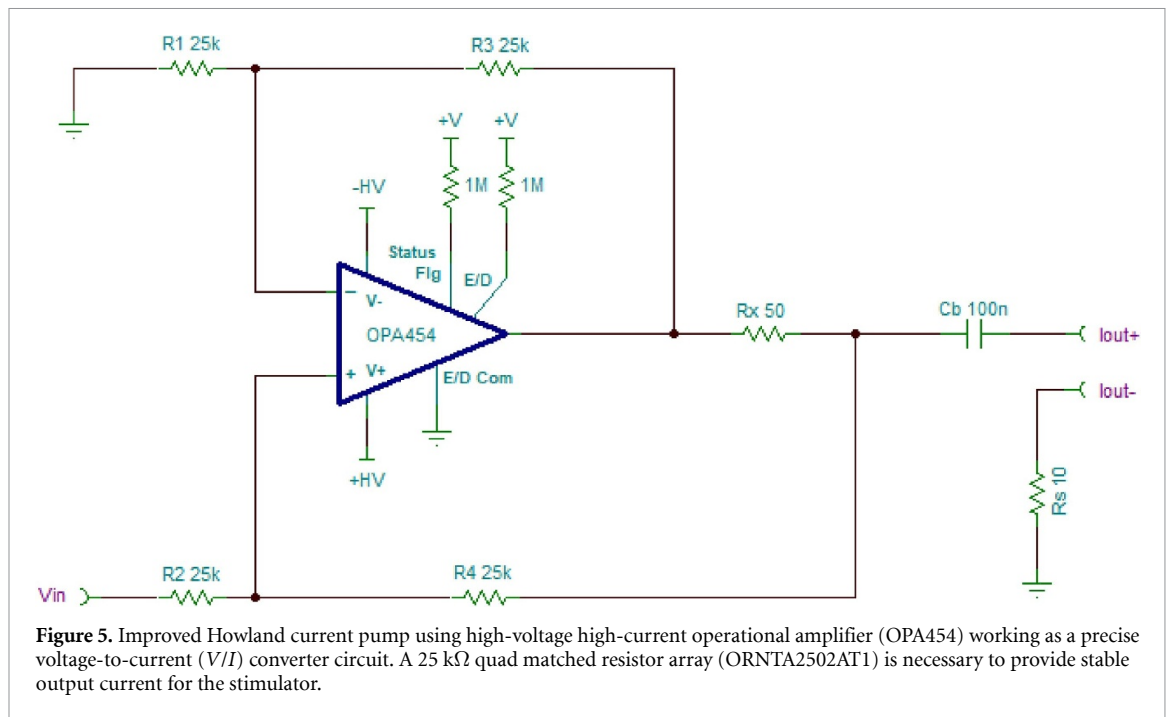 R1 25k
R3 25k
+V
+V
1M
1M
-HV
Status
Flg
E/D
−
V-
OPA454
Rx 50
Cb 100n
Iout+
+
V+
E/D Com
Iout-
+HV
Rs 10
R2 25k
R4 25k
Vin
Figure 5. Improved Howland current pump using high-voltage high-current operational amplifier (OPA454) working as a precise
voltage-to-current (V/I) converter circuit. A 25 kΩ quad matched resistor array (ORNTA2502AT1) is necessary to provide stable
output current for the stimulator.